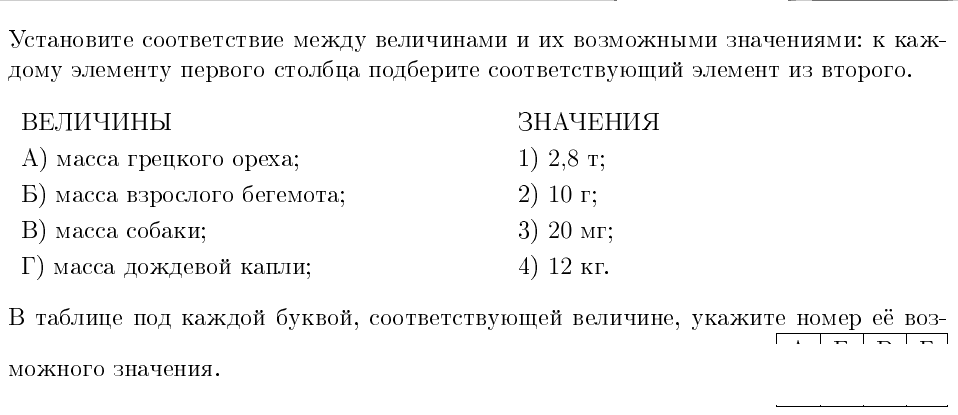 Установите соответствие между величинами и их возможными значениями: к каж-
дому элементу первого столбца подберите соответствующий элемент из второго.
ВЕЛИЧИНЫ ЗНАЧЕНИЯ
А) масса грецкого ореха; 1) 2,8 т;
Б) масса взрослого бегемота; 2) 10 г;
В) масса собаки; 3) 20 мг;
Г) масса дождевой капли; 4) 12 кг.
В таблице под каждой буквой, соответствующей величине, укажите номер её воз-
можного значения.